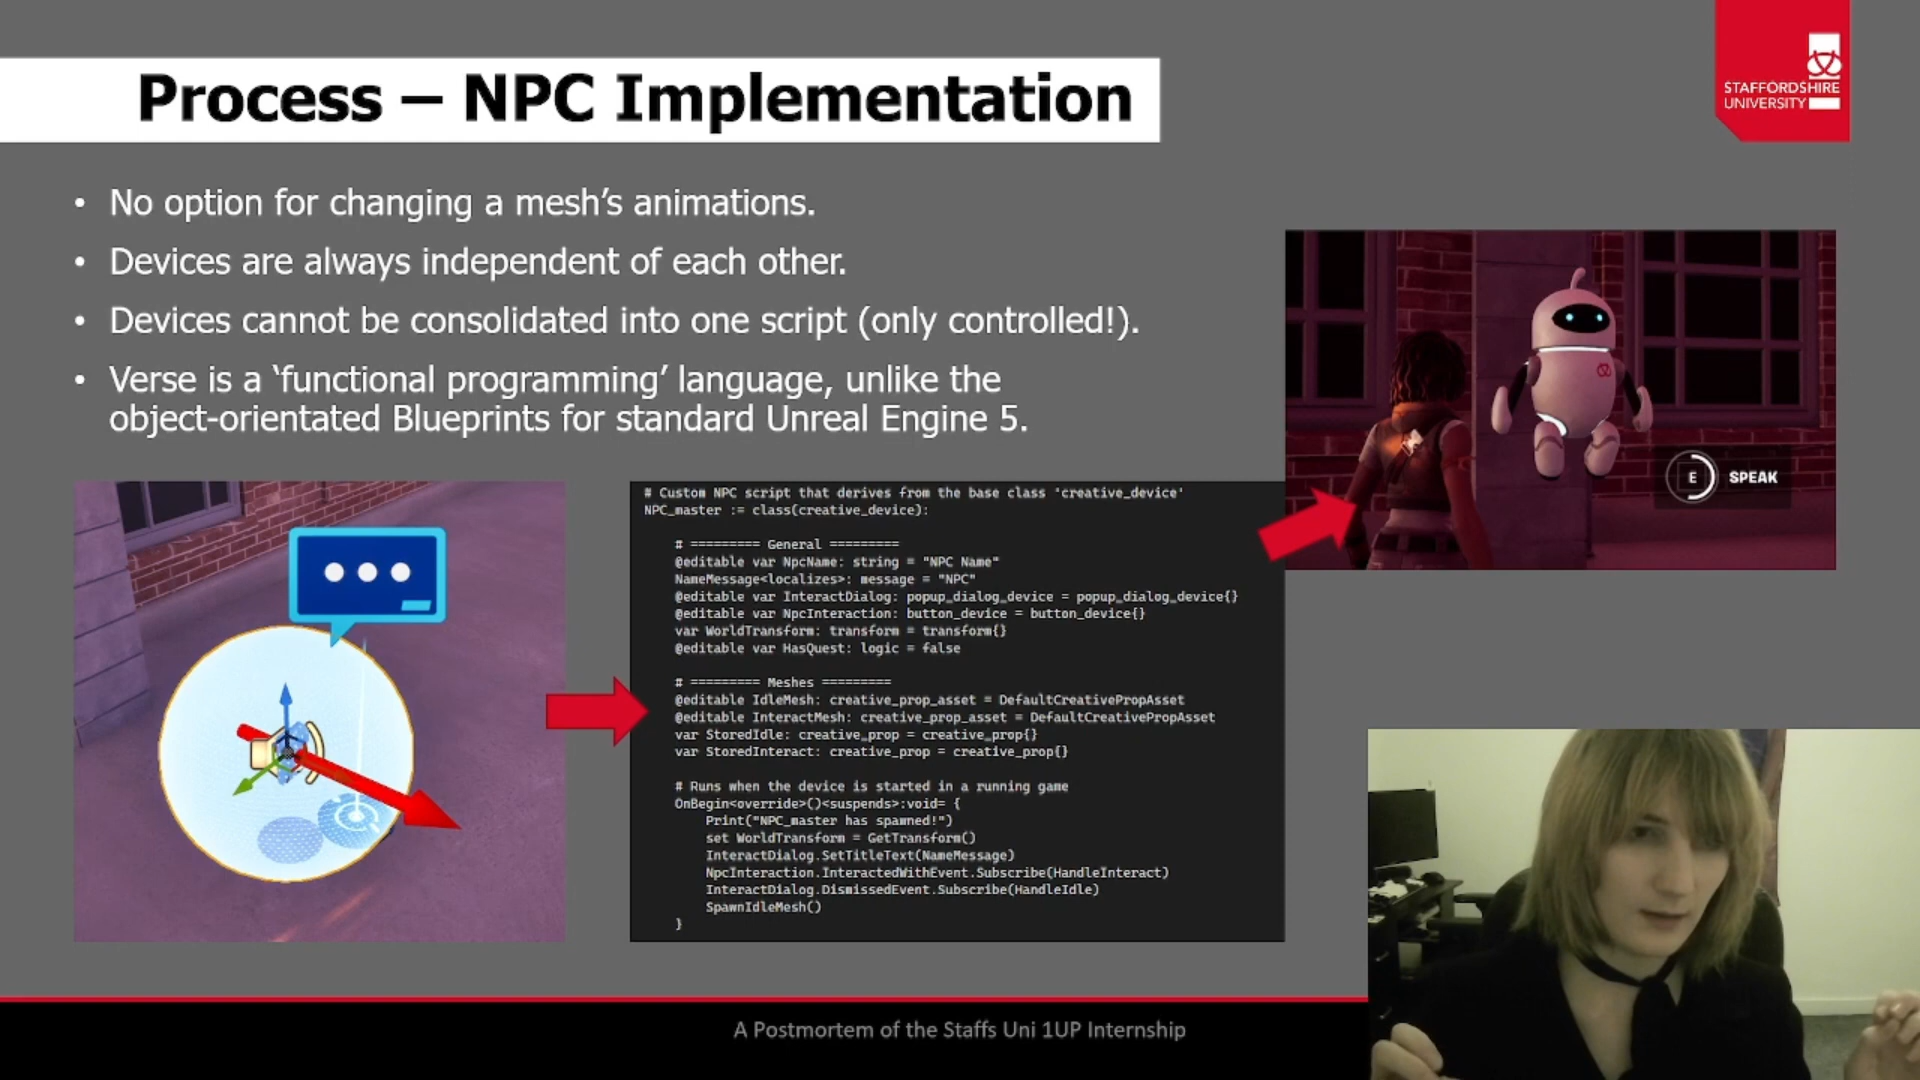 Process – NPC Implementation
STAFFORDSHIRE
UNIVERSITY
• No option for changing a mesh’s animations.
• Devices are always independent of each other.
• Devices cannot be consolidated into one script (only controlled!).
• Verse is a ‘functional programming’ language, unlike the
object-orientated Blueprints for standard Unreal Engine 5.
# Custom NPC script that derives from the base class 'creative_device'
NPC_master := class(creative_device):
# ========= General =========
@editable var NpcName: string = "NPC Name"
NameMessage<localizes>: message = "NPC"
@editable var InteractDialog: popup_dialog_device = popup_dialog_device{}
@editable var NpcInteraction: button_device = button_device{}
var WorldTransform: transform = transform{}
@editable var HasQuest: logic = false
# ========= Meshes =========
@editable IdleMesh: creative_prop_asset = DefaultCreativePropAsset
@editable InteractMesh: creative_prop_asset = DefaultCreativePropAsset
var StoredIdle: creative_prop = creative_prop{}
var StoredInteract: creative_prop = creative_prop{}
# Runs when the device is started in a running game
OnBegin<override>()<suspends>:void= {
Print("NPC_master has spawned!")
set WorldTransform = GetTransform()
InteractDialog.SetTitleText(NameMessage)
NpcInteraction.InteractedWithEvent.Subscribe(HandleInteract)
InteractDialog.DismissedEvent.Subscribe(HandleIdle)
SpawnIdleMesh()
}
E SPEAK
A Postmortem of the Staffs Uni 1UP Internship